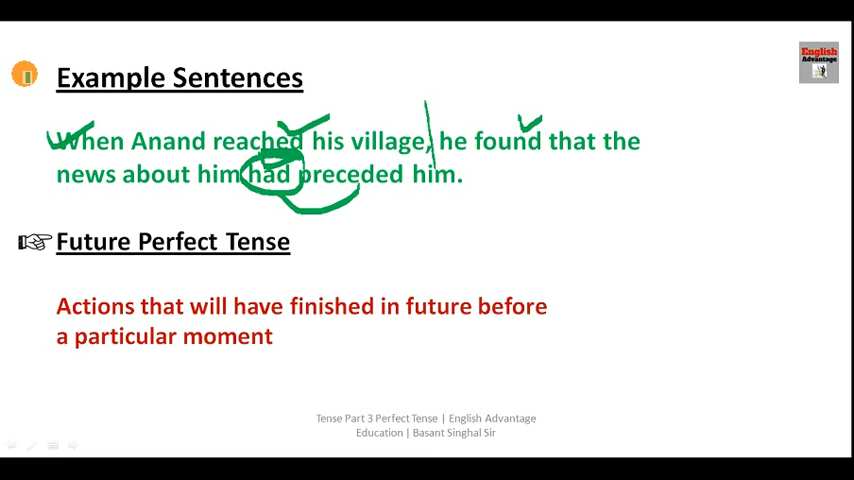 English
Advantage
Example Sentences
When Anand reached his village, he found that the
news about him had preceded him.
Future Perfect Tense
Actions that will have finished in future before
a particular moment
Tense Part 3 Perfect Tense | English Advantage
Education | Basant Singhal Sir